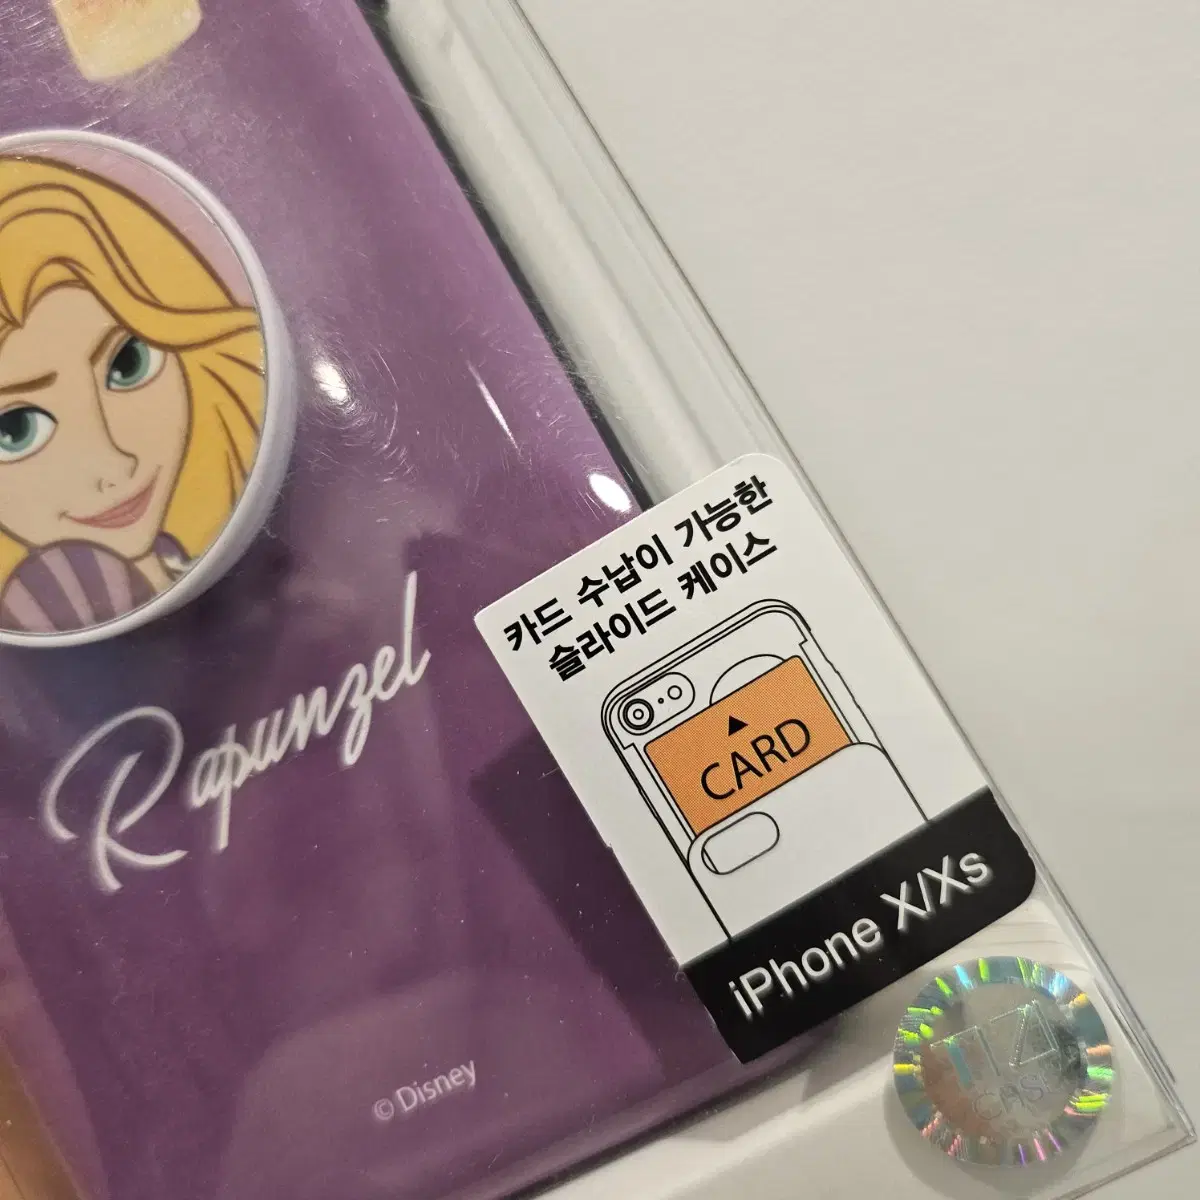 Rapunzel
© Disney
카드 수납이 가능한
슬라이드 케이스
CARD
iPhone X/Xs
CASE